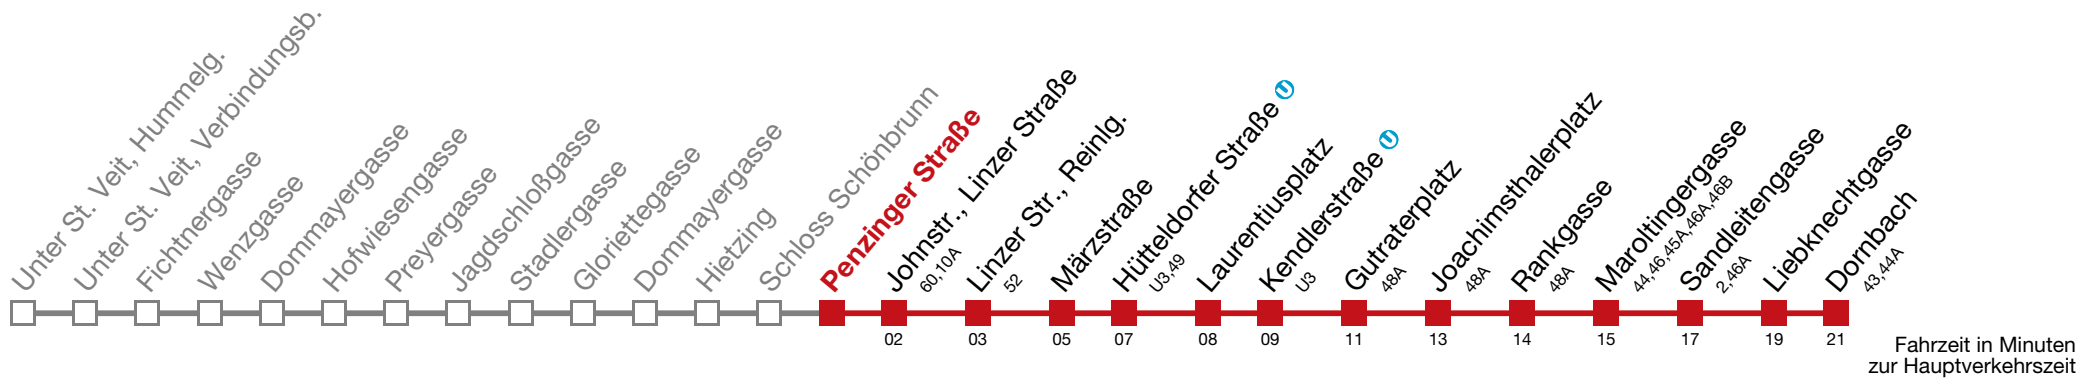 Unter St. Veit, Hummelg.
Unter St. Veit, Verbindungsb.
Fichtnergasse
Wenzgasse
Dommayergasse
Hofwiesengasse
Preyergasse
Jagdschloßgasse
Stadlergasse
Gloriettegasse
Dommayergasse
Hietzing
Schloss Schönbrunn
Penzinger Straße
Johnstr., Linzer Straße
60,10A
02
Linzer Str., Reinlg.
52
03
Märzstraße
05
Hütteldorfer Straße U
U3,49
07
Laurentiusplatz
08
Kendlerstraße U
U3
09
Gutraterplatz
48A
11
Joachimsthalerplatz
48A
13
Rankgasse
48A
14
Maroltingergasse
44,46,45A,46A,46B
15
Sandleitengasse
2,46A
17
Liebknechtgasse
19
Dornbach
43,44A
21
Fahrzeit in Minuten
zur Hauptverkehrszeit